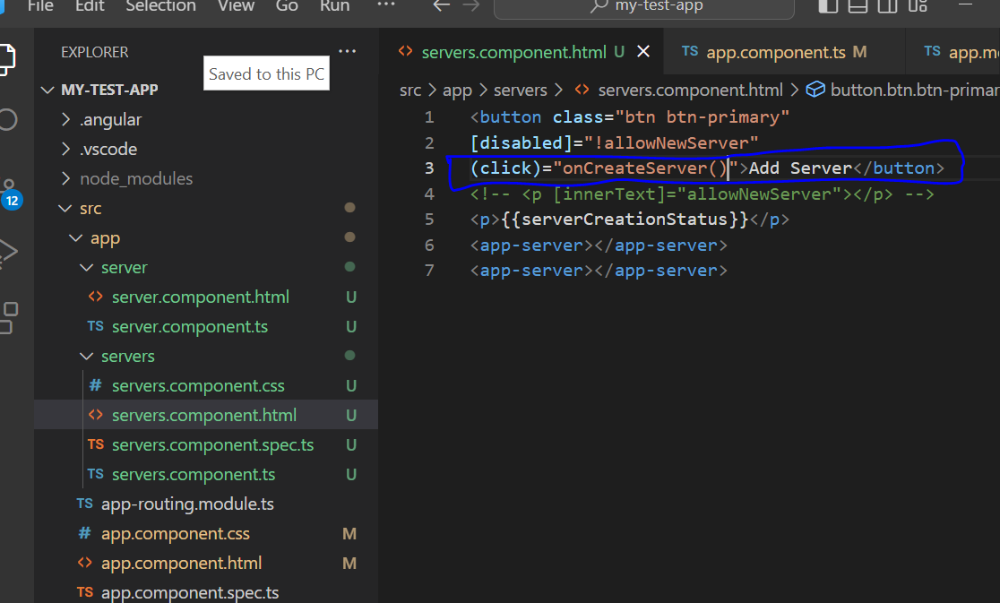 File Edit Selection View Go Run ··· my-test-app
EXPLORER ···
Saved to this PC
MY-TEST-APP
.angular
.vscode
node_modules
12
src
app
server
server.component.html U
TS server.component.ts U
servers
# servers.component.css U
servers.component.html U
TS servers.component.spec.ts U
TS servers.component.ts U
TS app-routing.module.ts
# app.component.css M
app.component.html M
TS app.component.spec.ts
servers.component.html U TS app.component.ts M TS
src > app > servers > servers.component.html >
1 <button class="btn btn-primary"
2 [disabled]="!allowNewServer"
3 (click)="onCreateServer()">Add Server</button>
4 <!-- <p [innerText]="allowNewServer"></p> -->
5 <p>{{serverCreationStatus}}</p>
6 <app-server></app-server>
7 <app-server></app-server>